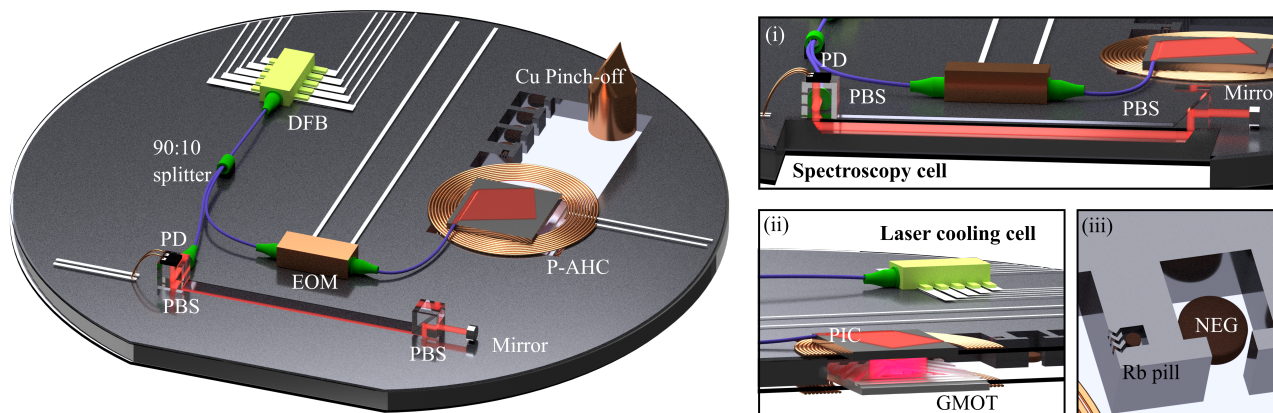 Cu Pinch-off
DFB
90:10
splitter
P-AHC
PD
EOM
PBS
PBS
Mirror
(i)
PD
PBS
PBS
Mirro
Spectroscopy cell
(ii)
Laser cooling cell
PIC
GMOT
(iii)
NEG
Rb pill